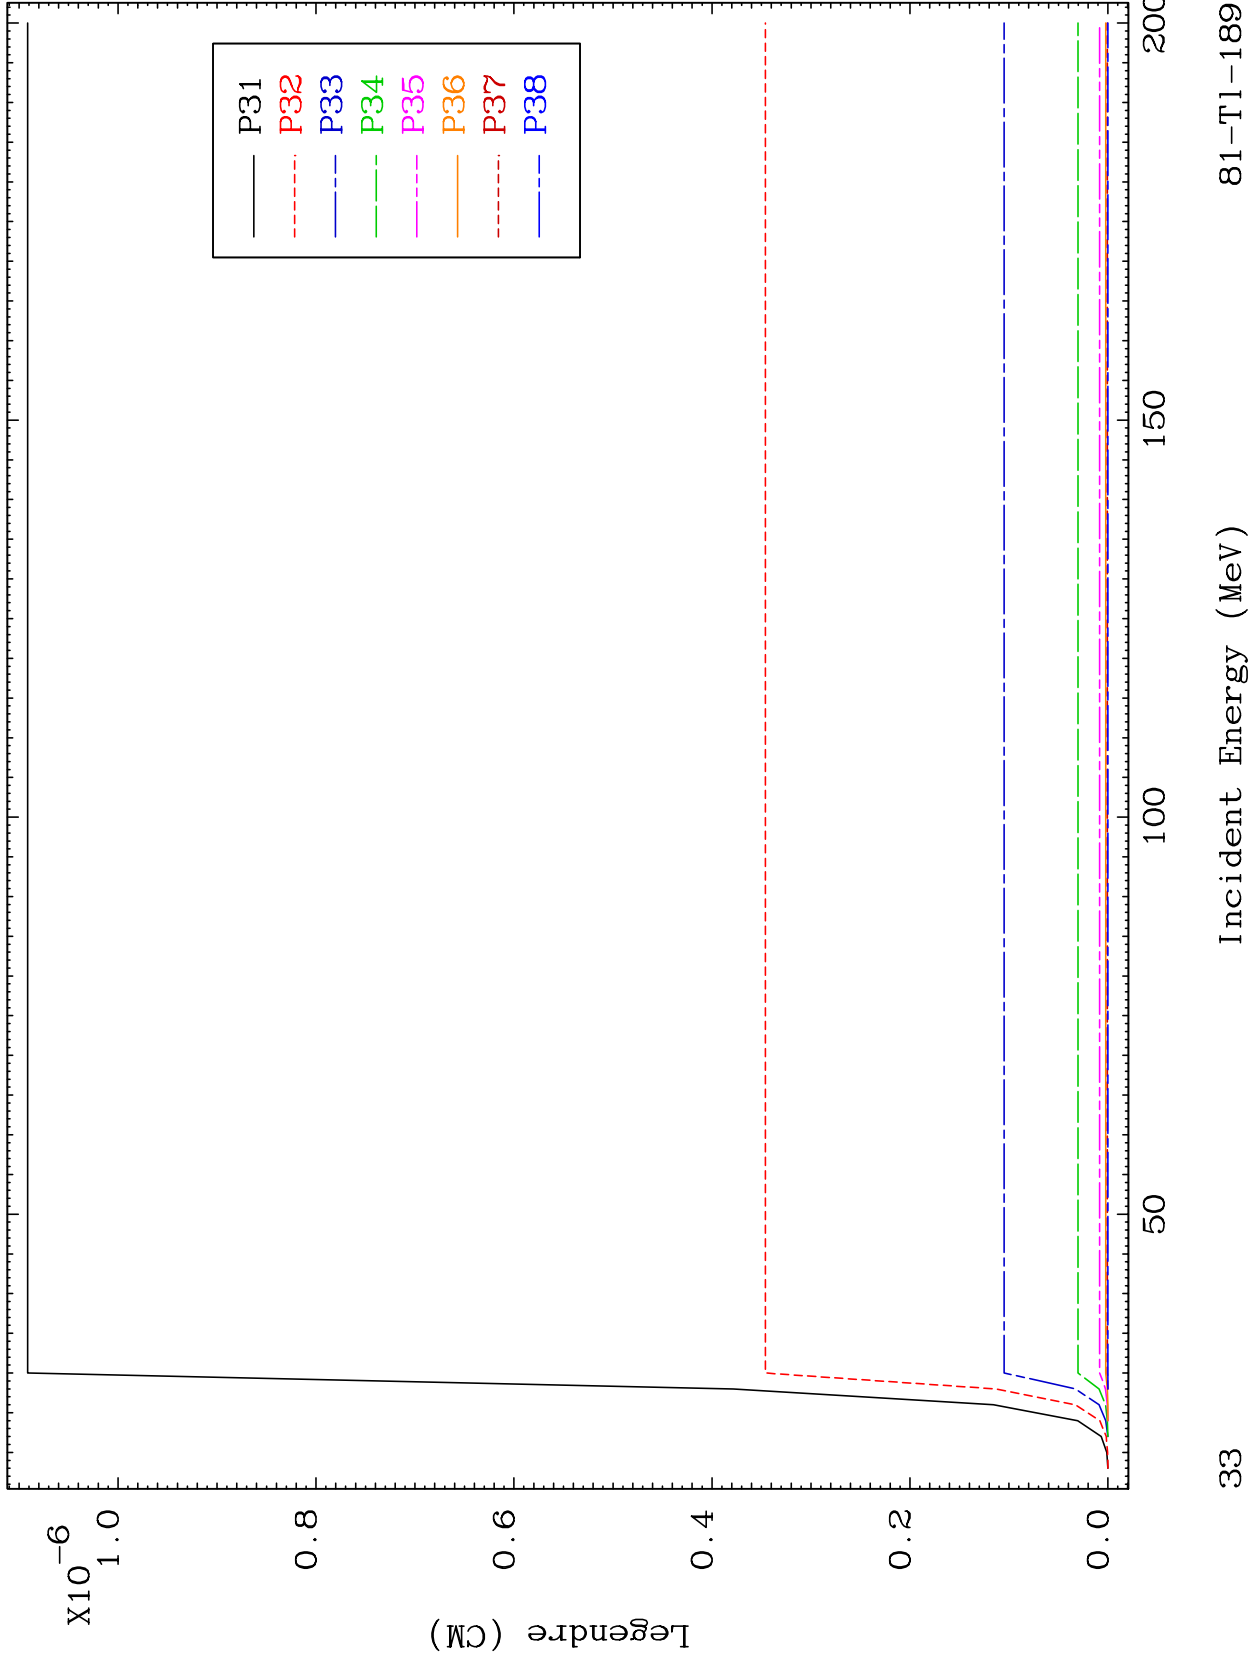 X10-6
1.0
0.8
0.6
0.4
0.2
0.0
Legendre (CM)
P31
P32
P33
P34
P35
P36
P37
P38
50
100
150
200
Incident Energy (MeV)
33
81-Tl-189